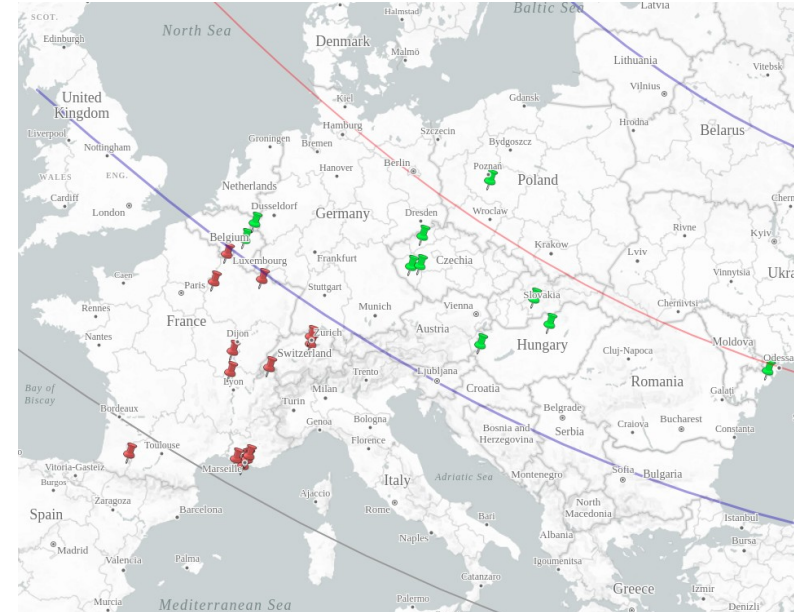 SCOT.
Edinburgh
North Sea
Denmark
Halmstad
Baltic Sea
Latvia
Malmö
Lithuania
Vilnius
Vitebsk
United
Kingdom
Liverpool
Nottingham
WALES
ENG.
Cardiff
London
Kiel
Hamburg
Bremen
Groningen
Hanover
Berlin
Szczecin
Gdansk
Bydgoszcz
Poznań
Poland
Hrodna
Belarus
Netherlands
Dusseldorf
Germany
Dresden
Wroclaw
Belgium
Luxembourg
Frankfurt
Czechia
Krakow
Rivne
Lviv
Kyiv
Chern
Vinnytsia
Ukra
Chernivtsi
Caen
Paris
Rennes
Nantes
France
Stuttgart
Munich
Vienna
Slovakia
Austria
Hungary
Dijon
Zürich
Switzerland
Lyon
Ljubljana
Trento
Milan
Turin
Croatia
Cluj-Napoca
Romania
Moldova
Odessa
Galati
Bay of
Biscay
Bordeaux
Toulouse
Marseille
Genoa
Bologna
Florence
Bosnia and
Herzegovina
Belgrade
Serbia
Craiova
Bucharest
Constanta
Vitoria-Gasteiz
Burgos
Zaragoza
Barcelona
Spain
Madrid
Valencia
Palma
Murcia
Ajaccio
Italy
Rome
Adriatic Sea
Naples
Bari
Montenegro
Sofia
Bulgaria
North
Macedonia
Albania
Igoumenitsa
Istanbul
Bursa
Catanzaro
Palermo
Mediterranean Sea
Greece
Izmir
Denizli